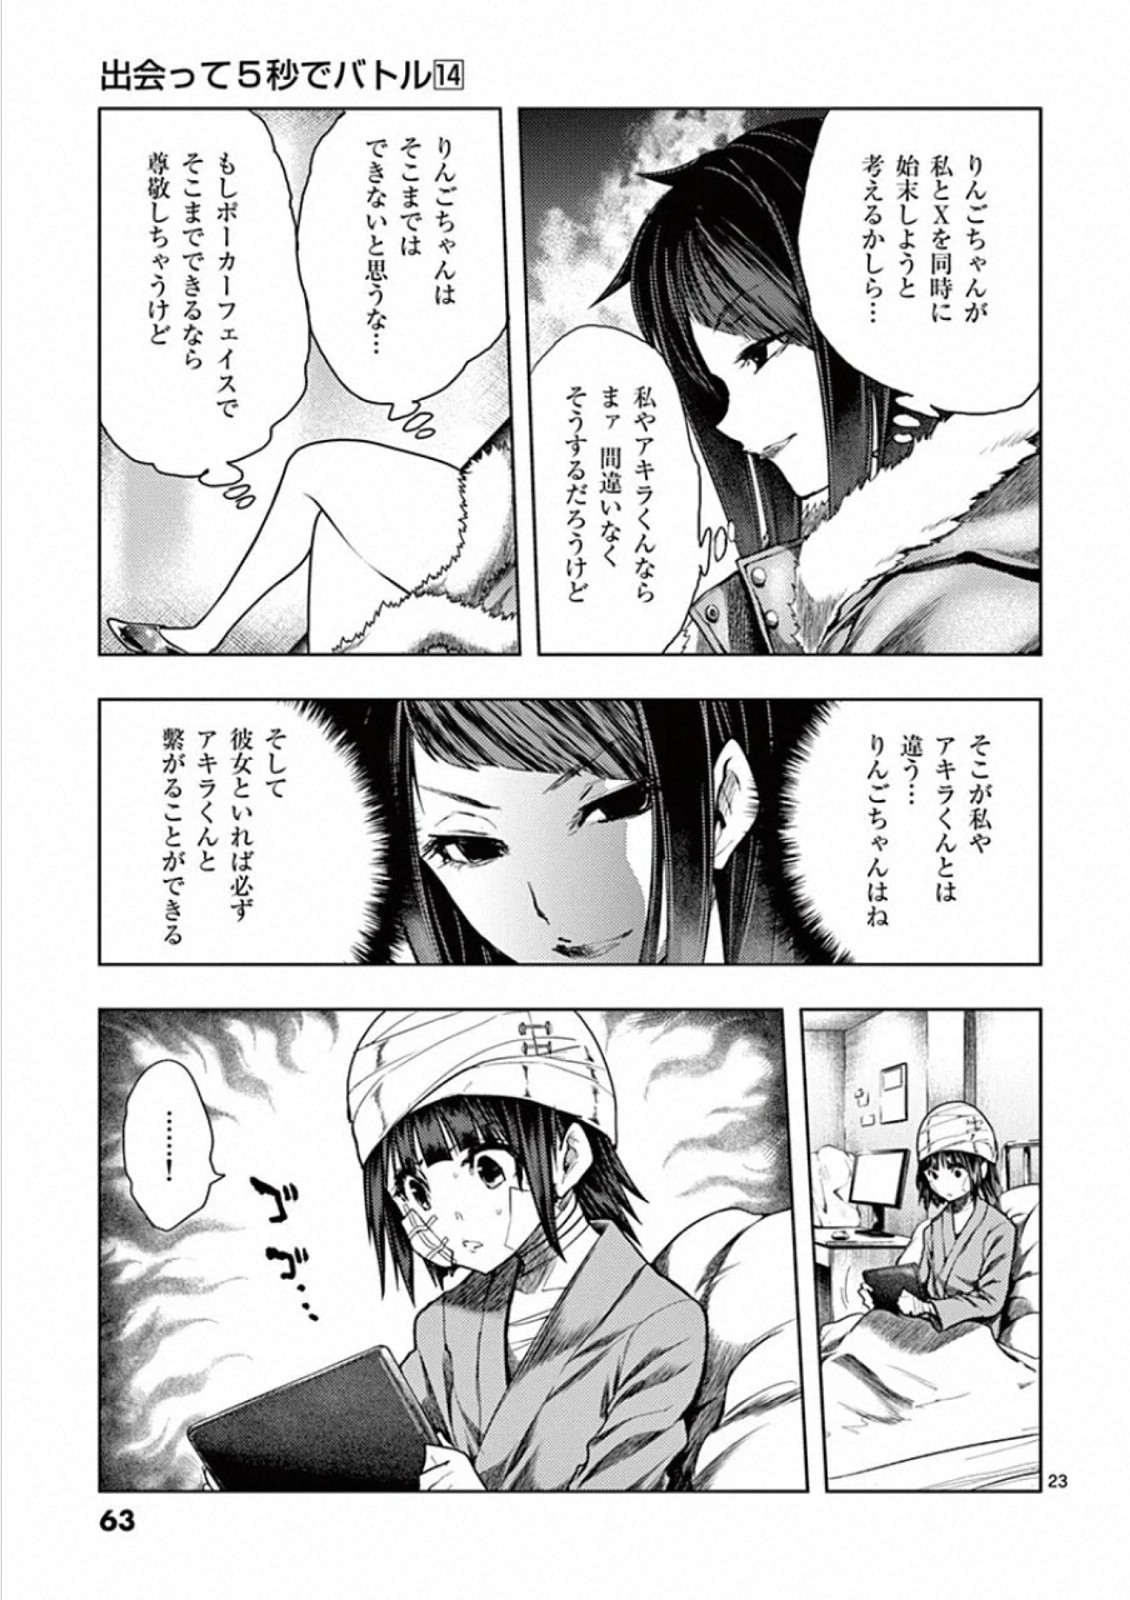 出会って5秒でバトル14
りんごちゃんが
私とXを同時に
始末しようと
考えるかしら…
私やアキラくんなら
まァ 間違いなく
そうするだろうけど
りんごちゃんは
そこまでは
できないと思うな…
もしポーカーフェイスで
そこまでできるなら
尊敬しちゃうけど
そこが私や
アキラくんとは
違う…
りんごちゃんはね
そして
彼女といれば必ず
アキラくんと
繋がることができる
……!
ゴゴ…
23
63